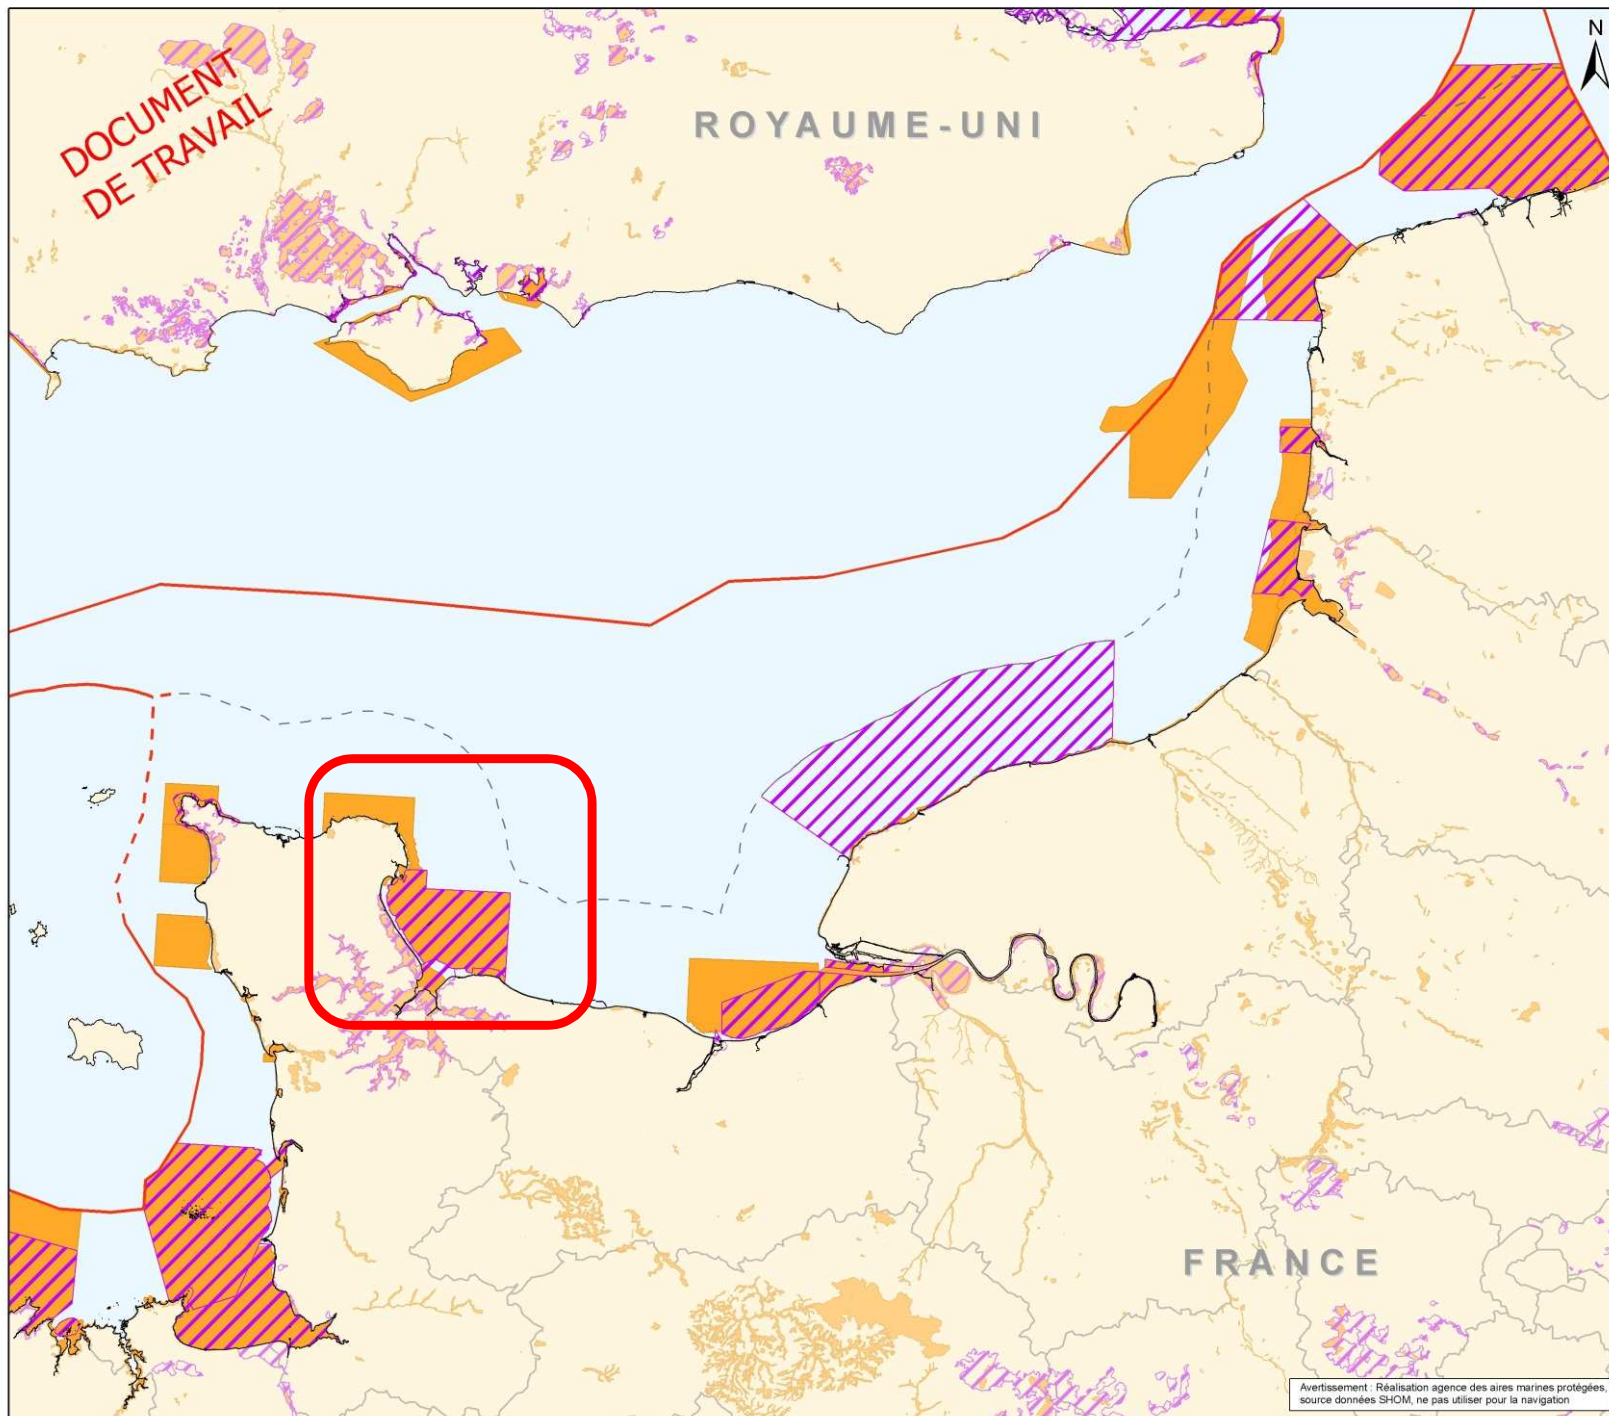 DOCUMENT
DE TRAVAIL
N
ROYAUME-UNI
FRANCE
Avertissement : Réalisation agence des aires marines protégées,
source données SHOM, ne pas utiliser pour la navigation